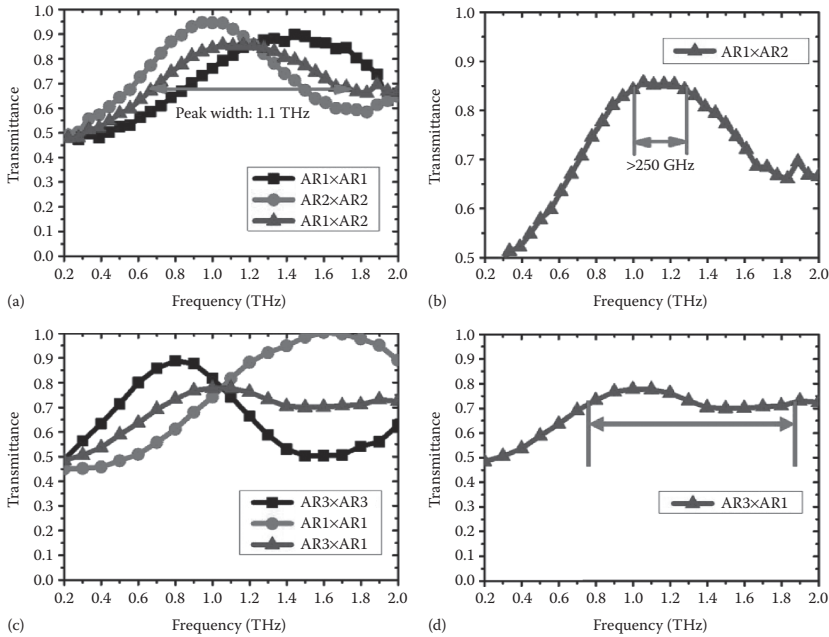 1.0
0.9
0.8
0.7
0.6
0.5
0.4
0.3
0.2
0.1
0.0
Transmittance
Peak width: 1.1 THz
AR1×AR1
AR2×AR2
AR1×AR2
0.2 0.4 0.6 0.8 1.0 1.2 1.4 1.6 1.8 2.0
(a)
Frequency (THz)
1.0
0.9
0.8
0.7
0.6
0.5
Transmittance
AR1×AR2
>250 GHz
0.2 0.4 0.6 0.8 1.0 1.2 1.4 1.6 1.8 2.0
(b)
Frequency (THz)
1.0
0.9
0.8
0.7
0.6
0.5
0.4
0.3
0.2
0.1
0.0
Transmittance
AR3×AR3
AR1×AR1
AR3×AR1
0.2 0.4 0.6 0.8 1.0 1.2 1.4 1.6 1.8 2.0
(c)
Frequency (THz)
1.0
0.9
0.8
0.7
0.6
0.5
0.4
0.3
0.2
0.1
0.0
Transmittance
AR3×AR1
0.2 0.4 0.6 0.8 1.0 1.2 1.4 1.6 1.8 2.0
(d)
Frequency (THz)